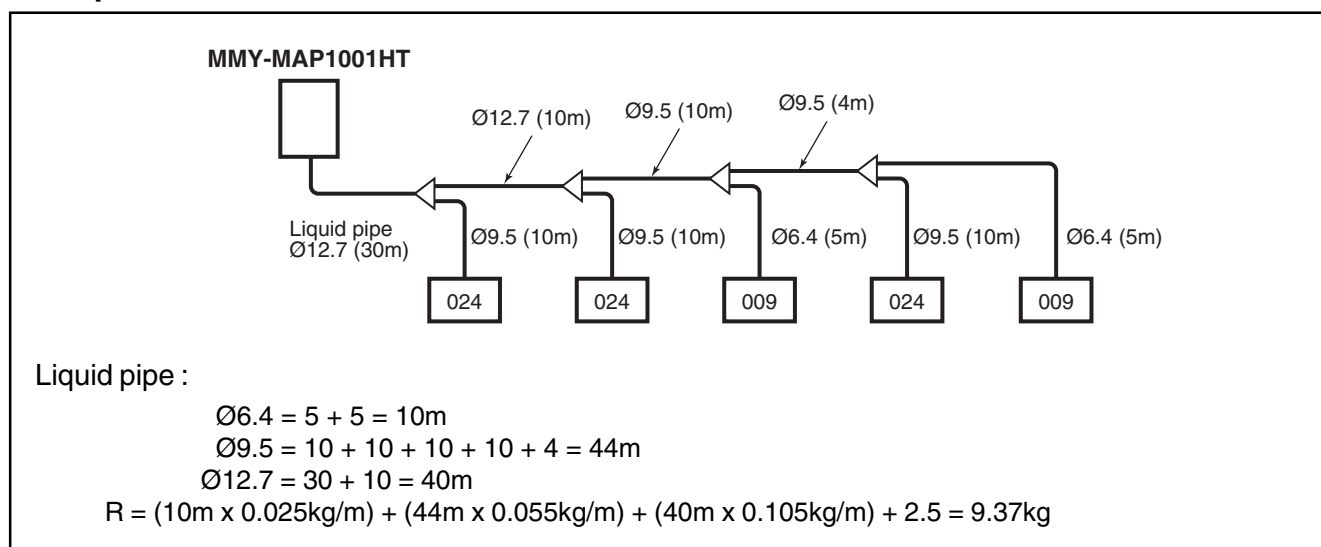 MMY-MAP1001HT
Ø12.7 (10m)
Ø9.5 (10m)
Ø9.5 (4m)
Liquid pipe
Ø12.7 (30m)
Ø9.5 (10m)
Ø9.5 (10m)
Ø6.4 (5m)
Ø9.5 (10m)
Ø6.4 (5m)
024
024
009
024
009
Liquid pipe :
Ø6.4 = 5 + 5 = 10m
Ø9.5 = 10 + 10 + 10 + 10 + 4 = 44m
Ø12.7 = 30 + 10 = 40m
R = (10m x 0.025kg/m) + (44m x 0.055kg/m) + (40m x 0.105kg/m) + 2.5 = 9.37kg